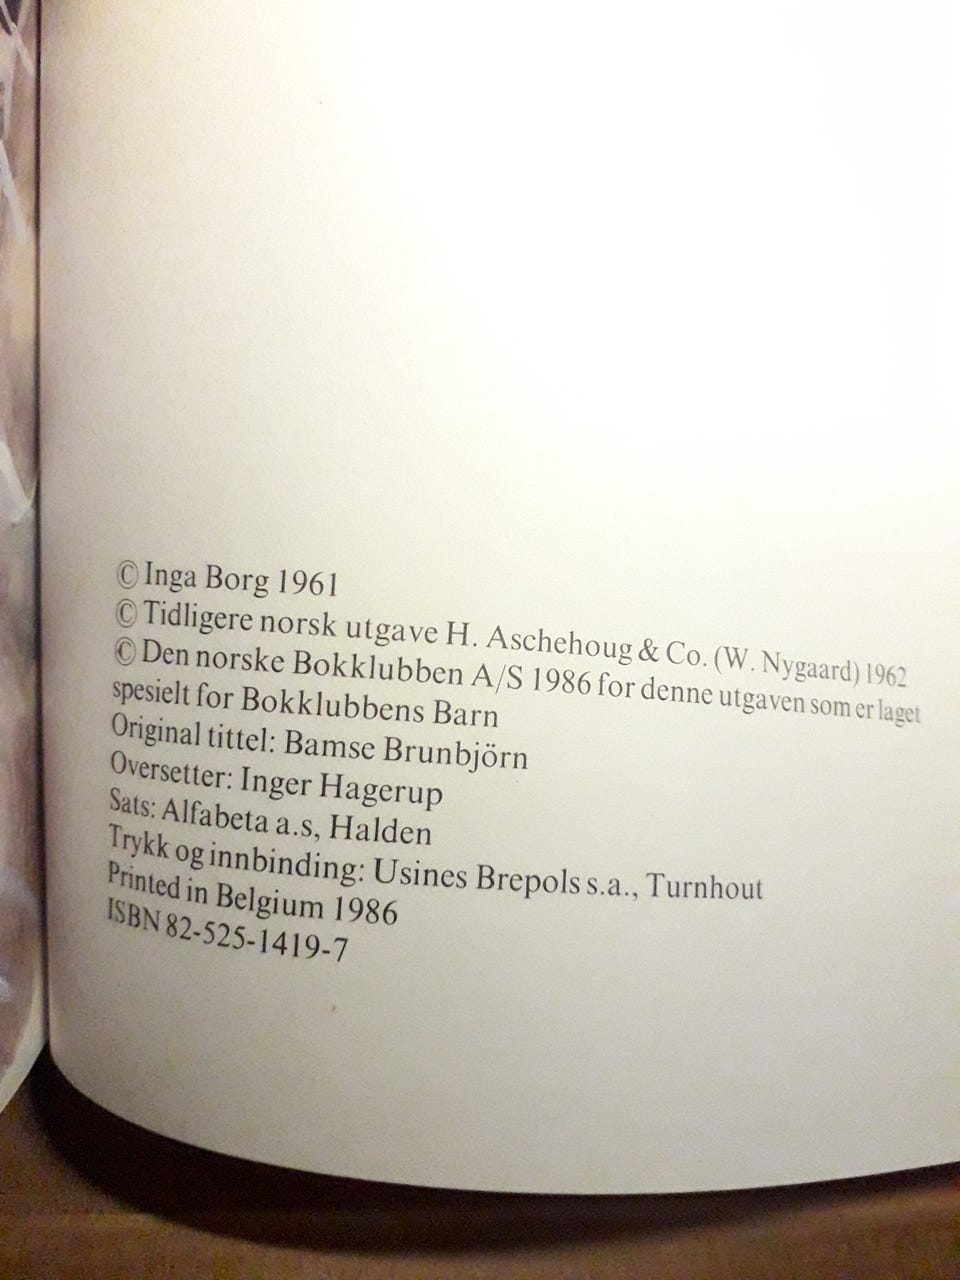 © Inga Borg 1961
© Tidligere norsk utgave H. Aschehoug & Co. (W. Nygaard) 1962
© Den norske Bokklubben A/S 1986 for denne utgaven som er laget
spesielt for Bokklubbens Barn
Original tittel: Bamse Brunbjörn
Oversetter: Inger Hagerup
Sats: Alfabeta a.s, Halden
Trykk og innbinding: Usines Brepols s.a., Turnhout
Printed in Belgium 1986
ISBN 82-525-1419-7